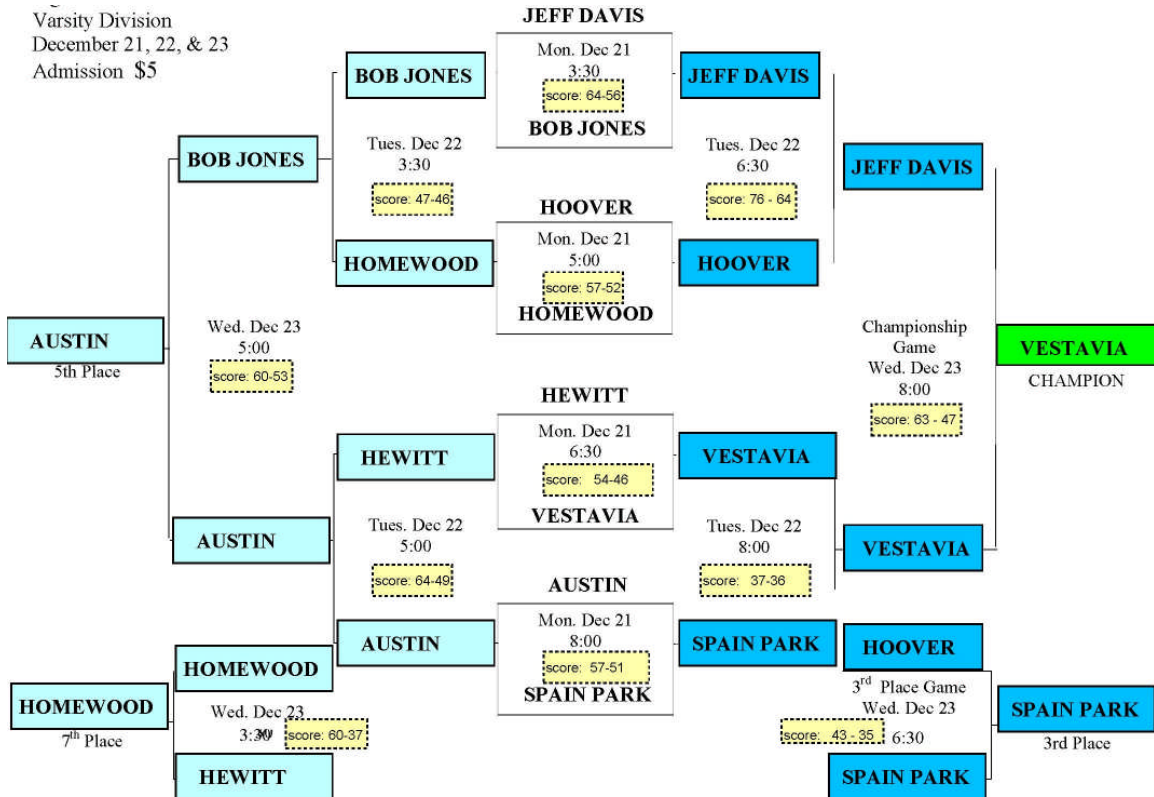 Varsity Division
December 21, 22, & 23
Admission $5
JEFF DAVIS
Mon. Dec 21
3:30
score: 64-56
BOB JONES
BOB JONES
JEFF DAVIS
Tues. Dec 22
3:30
score: 47-46
BOB JONES
Tues. Dec 22
6:30
score: 76 - 64
JEFF DAVIS
HOOVER
Mon. Dec 21
5:00
score: 57-52
HOMEWOOD
HOMEWOOD
HOOVER
AUSTIN
5th Place
Wed. Dec 23
5:00
score: 60-53
Championship
Game
Wed. Dec 23
8:00
score: 63 - 47
VESTAVIA
CHAMPION
HEWITT
Mon. Dec 21
6:30
score: 54-46
VESTAVIA
HEWITT
VESTAVIA
AUSTIN
Tues. Dec 22
5:00
score: 64-49
Tues. Dec 22
8:00
score: 37-36
VESTAVIA
AUSTIN
Mon. Dec 21
8:00
score: 57-51
SPAIN PARK
AUSTIN
SPAIN PARK
HOMEWOOD
HOOVER
HOMEWOOD
7th Place
Wed. Dec 23
3:30
score: 60-37
HEWITT
3rd Place Game
Wed. Dec 23
score: 43 - 35
6:30
SPAIN PARK
SPAIN PARK
3rd Place